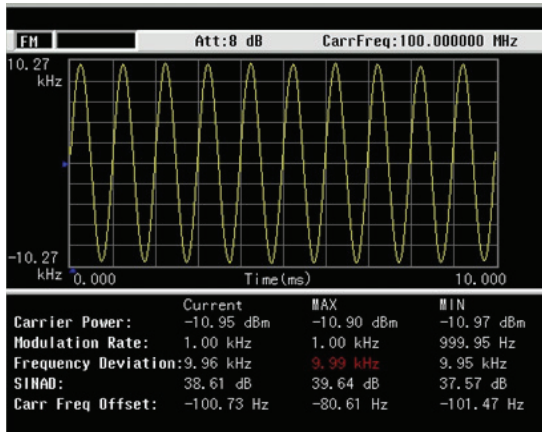 FM Att:8 dB CarrFreq:100.000000 MHz
10.27
kHz
-10.27
kHz
0.000 Time(ms) 10.000
Current MAX MIN
Carrier Power: -10.95 dBm -10.90 dBm -10.97 dBm
Modulation Rate: 1.00 kHz 1.00 kHz 999.95 Hz
Frequency Deviation:9.96 kHz 9.99 kHz 9.95 kHz
SINAD: 38.61 dB 39.64 dB 37.57 dB
Carr Freq Offset: -100.73 Hz -80.61 Hz -101.47 Hz